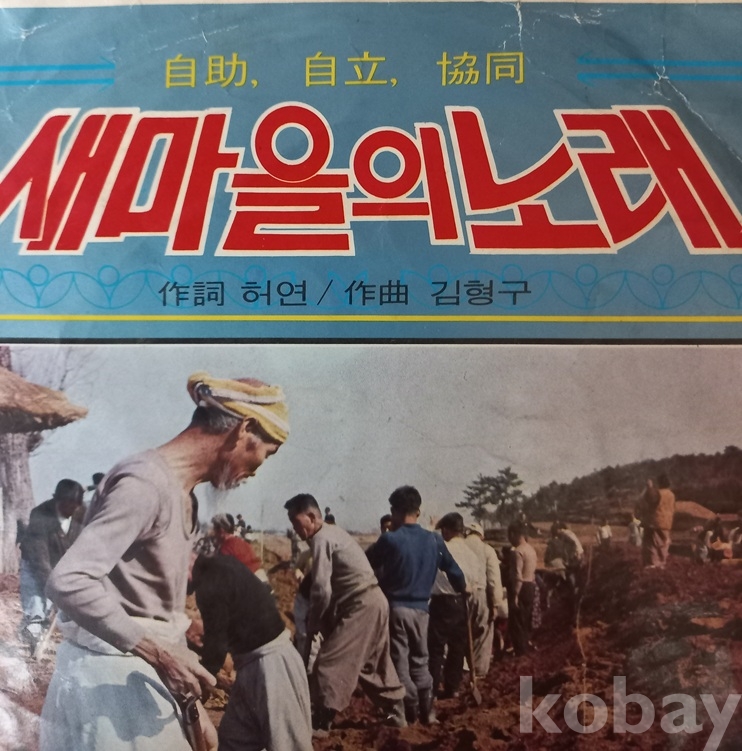 自助, 自立, 協同
새마을의노래
作詞 허연 / 作曲 김형구
kobay